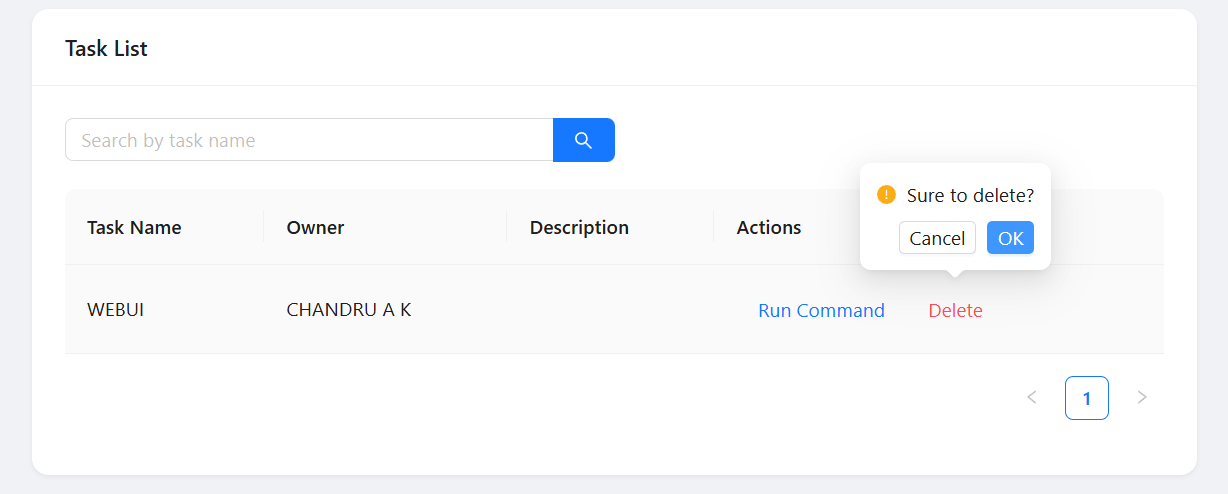 Task List
Search by task name
Sure to delete?
Cancel OK
Task Name Owner Description Actions
WEBUI CHANDRU A K Run Command Delete
1